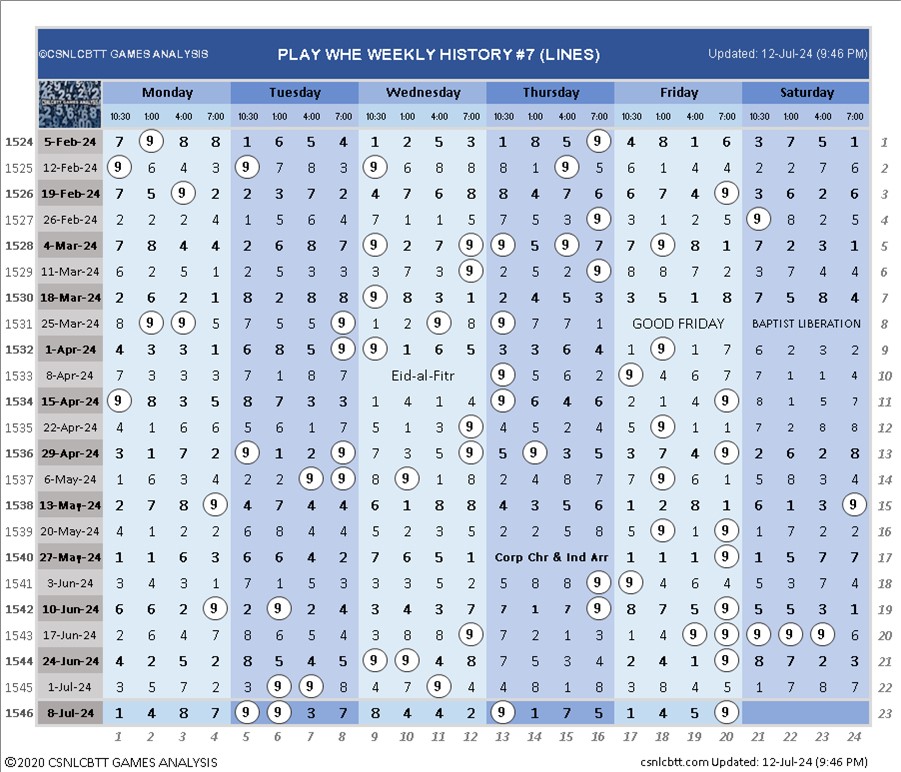 ©CSNLCBTT GAMES ANALYSIS PLAY WHE WEEKLY HISTORY #7 (LINES) Updated: 12-Jul-24 (9:46 PM)
CSNLCBTT GAMES ANALYSIS Monday Tuesday Wednesday Thursday Friday Saturday
10:30 1:00 4:00 7:00 10:30 1:00 4:00 7:00 10:30 1:00 4:00 7:00 10:30 1:00 4:00 7:00 10:30 1:00 4:00 7:00 10:30 1:00 4:00 7:00
1524 5-Feb-24 7 9 8 8 1 6 5 4 1 2 5 3 1 8 5 9 4 8 1 6 3 7 5 1 1
1525 12-Feb-24 9 6 4 3 9 7 8 3 9 6 8 8 8 1 9 5 6 1 4 4 2 2 7 6 2
1526 19-Feb-24 7 5 9 2 2 3 7 2 4 7 6 8 8 4 7 6 6 7 4 9 3 6 2 6 3
1527 26-Feb-24 2 2 2 4 1 5 6 4 7 1 1 5 7 5 3 9 3 1 2 5 9 8 2 5 4
1528 4-Mar-24 7 8 4 4 2 6 8 7 9 2 7 9 9 5 9 7 7 9 8 1 7 2 3 1 5
1529 11-Mar-24 6 2 5 1 2 5 3 3 3 7 3 9 2 5 2 9 8 8 7 2 3 7 4 4 6
1530 18-Mar-24 2 6 2 1 8 2 8 8 9 8 3 1 2 4 5 3 3 5 1 8 7 5 8 4 7
1531 25-Mar-24 8 9 9 5 7 5 5 9 1 2 9 8 9 7 7 1 GOOD FRIDAY BAPTIST LIBERATION 8
1532 1-Apr-24 4 3 3 1 6 8 5 9 9 1 6 5 3 3 6 4 1 9 1 7 6 2 3 2 9
1533 8-Apr-24 7 3 3 3 7 1 8 7 Eid-al-Fitr 9 5 6 2 9 4 6 7 7 1 1 4 10
1534 15-Apr-24 9 8 3 5 8 7 3 3 1 4 1 4 9 6 4 6 2 1 4 9 8 1 5 7 11
1535 22-Apr-24 4 1 6 6 5 6 1 7 2 3 5 9 4 5 2 4 5 9 1 8 7 2 8 8 12
1536 29-Apr-24 3 1 7 2 9 1 2 9 7 3 5 9 5 9 3 5 3 7 4 9 2 6 2 8 13
1537 6-May-24 1 6 3 4 2 2 9 9 8 9 1 8 2 4 8 7 7 9 6 1 5 8 3 4 14
1538 13-May-24 2 7 8 9 4 7 4 4 6 1 8 8 4 3 5 6 1 2 8 1 6 1 3 9 15
1539 20-May-24 4 1 2 2 6 8 4 4 5 2 3 5 2 2 5 8 5 9 1 9 1 7 2 2 16
1540 27-May-24 1 1 6 3 6 6 4 2 7 6 5 1 Corp Chr & Ind Arr 1 1 1 9 1 5 7 7 17
1541 3-Jun-24 3 4 3 1 7 1 5 3 3 3 5 2 5 8 8 9 9 4 6 4 5 3 7 4 18
1542 10-Jun-24 6 6 2 9 2 9 2 4 3 4 3 7 7 1 7 9 8 7 5 9 5 5 3 1 19
1543 17-Jun-24 2 6 4 7 8 6 5 4 3 8 8 9 7 2 1 3 1 4 9 9 9 9 9 6 20
1544 24-Jun-24 4 2 5 2 8 5 4 5 9 9 4 8 7 5 3 4 2 4 1 9 8 7 2 3 21
1545 1-Jul-24 3 5 7 2 3 9 9 8 4 7 9 4 4 8 1 8 3 8 4 5 1 7 8 7 22
1546 8-Jul-24 1 4 8 7 9 9 3 7 8 4 4 2 9 1 7 5 1 4 5 9 23
1 2 3 4 5 6 7 8 9 10 11 12 13 14 15 16 17 18 19 20 21 22 23 24
©2020 CSNLCBTT GAMES ANALYSIS csnlcbtt.com Updated: 12-Jul-24 (9:46 PM)